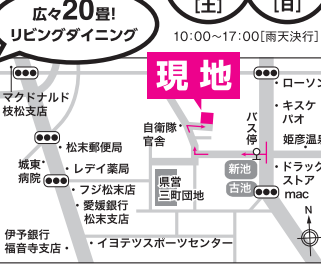 広々20畳!
リビングダイニング
[土]
[日]
10:00~17:00[雨天決行]
現地
マクドナルド
枝松支店
・ローソン
・キスケ
パオ
姫彦温泉
自衛隊・
官舎
バス停
・松末郵便局
城東・
病院
・レデイ薬局
・フジ松末店
・愛媛銀行
松末支店
県営
三町団地
新池
古池
・ドラッグ
ストア
mac
N
伊予銀行
福音寺支店・
・イヨテツスポーツセンター